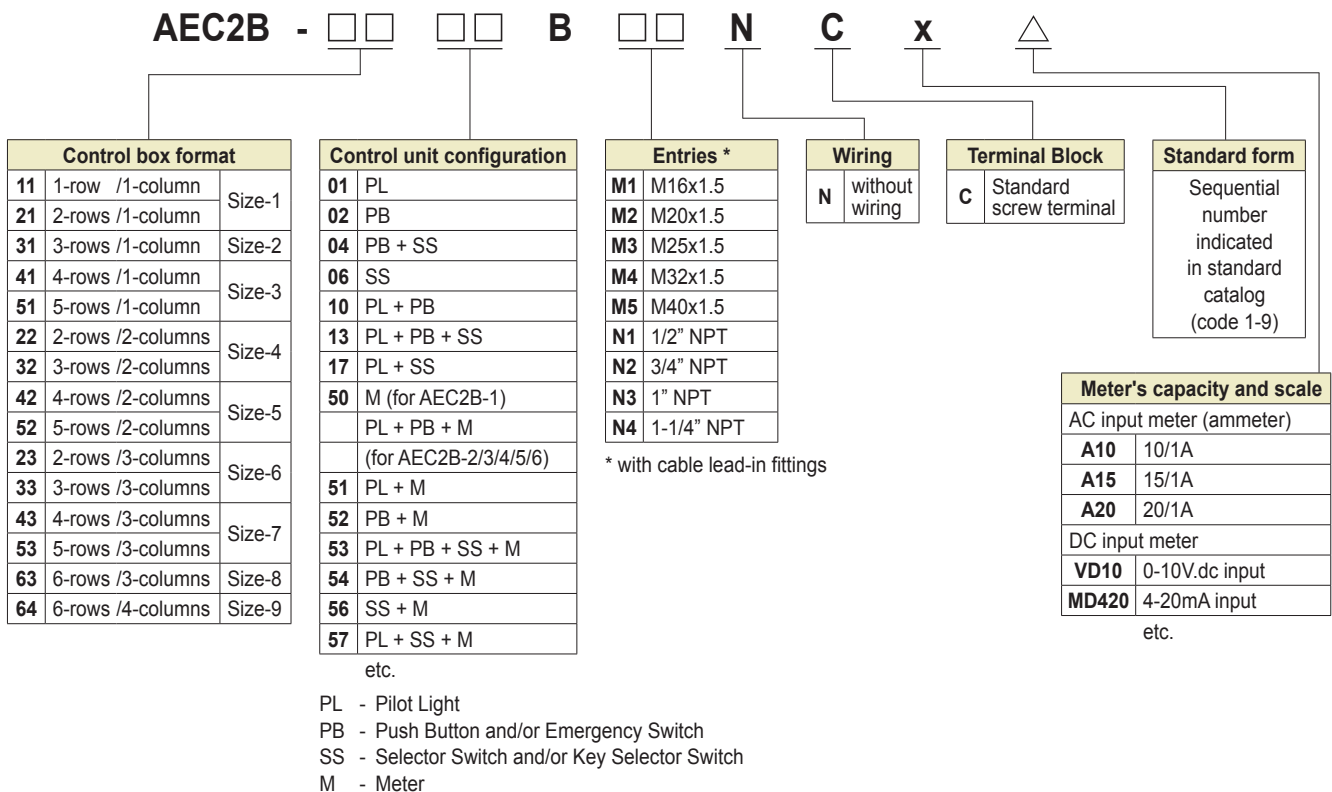 AEC2B - □□ □□ B □□ N C x △
Control box format
11 1-row /1-column Size-1
21 2-rows /1-column
31 3-rows /1-column Size-2
41 4-rows /1-column Size-3
51 5-rows /1-column
22 2-rows /2-columns Size-4
32 3-rows /2-columns
42 4-rows /2-columns Size-5
52 5-rows /2-columns
23 2-rows /3-columns Size-6
33 3-rows /3-columns
43 4-rows /3-columns Size-7
53 5-rows /3-columns
63 6-rows /3-columns Size-8
64 6-rows /4-columns Size-9
Control unit configuration
01 PL
02 PB
04 PB + SS
06 SS
10 PL + PB
13 PL + PB + SS
17 PL + SS
50 M (for AEC2B-1)
PL + PB + M
(for AEC2B-2/3/4/5/6)
51 PL + M
52 PB + M
53 PL + PB + SS + M
54 PB + SS + M
56 SS + M
57 PL + SS + M
etc.
PL - Pilot Light
PB - Push Button and/or Emergency Switch
SS - Selector Switch and/or Key Selector Switch
M - Meter
Entries *
M1 M16x1.5
M2 M20x1.5
M3 M25x1.5
M4 M32x1.5
M5 M40x1.5
N1 1/2” NPT
N2 3/4” NPT
N3 1” NPT
N4 1-1/4” NPT
* with cable lead-in fittings
Wiring
N without
wiring
Terminal Block
C Standard
screw terminal
Standard form
Sequential
number
indicated
in standard
catalog
(code 1-9)
Meter's capacity and scale
AC input meter (ammeter)
A10 10/1A
A15 15/1A
A20 20/1A
DC input meter
VD10 0-10V.dc input
MD420 4-20mA input
etc.